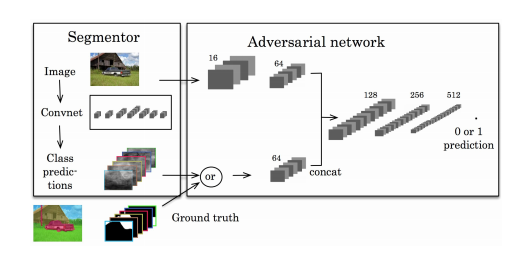 Segmentor
Adversarial network
Image
16
64
Convnet
128
256
512
0 or 1
prediction
Class
predic-
tions
64
or
concat
Ground truth